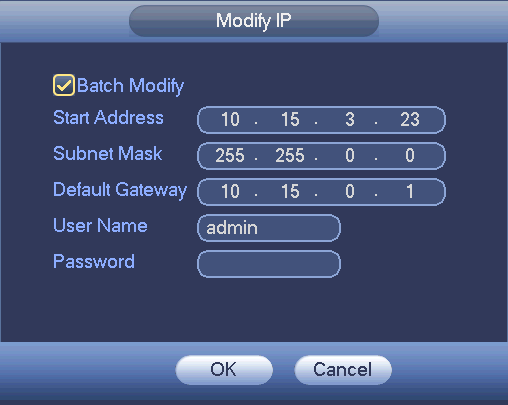 Modify IP
Batch Modify
Start Address 10 . 15 . 3 . 23
Subnet Mask 255 . 255 . 0 . 0
Default Gateway 10 . 15 . 0 . 1
User Name admin
Password
OK Cancel